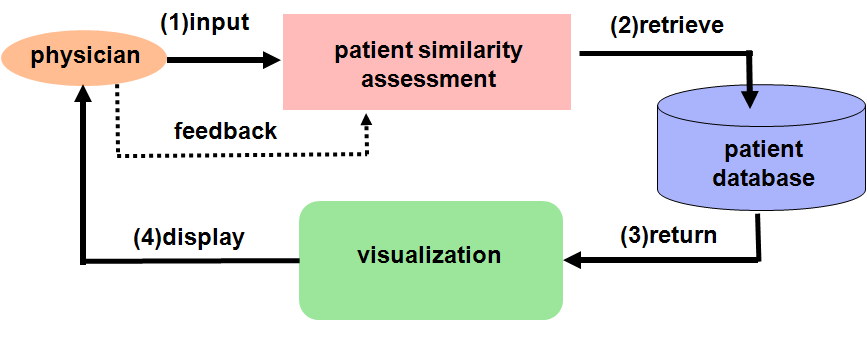 (1)input
(2)retrieve
physician
patient similarity
assessment
feedback
patient
database
(4)display
visualization
(3)return